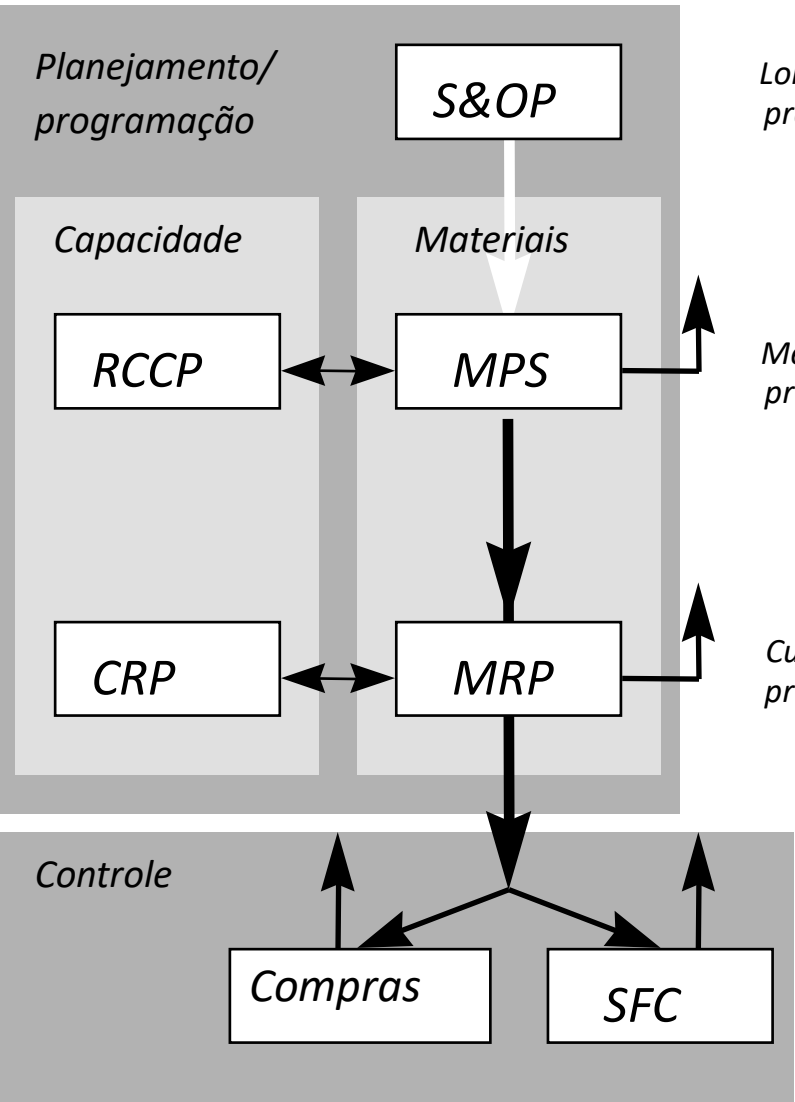 Planejamento/
programação
S&OP
Capacidade
Materiais
RCCP
MPS
CRP
MRP
Controle
Compras
SFC